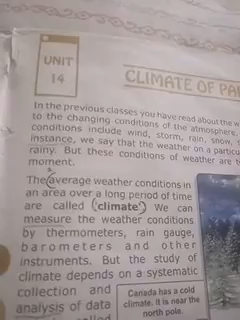 UNIT
14
CLIMATE OF
In the previous classes you have read about the
to the changing conditions of the atmosphere.
conditions include wind, storm, rain, snow,
instance, we say that the weather on a
rainy. But these conditions of weather are
moment.
The average weather conditions in
an area over a long period of time
are called ('climate'.) We can
measure the weather conditions
by thermometers, rain gauge,
barometers and other
instruments. But the study of
climate depends on a systematic
collection and
analysis of data
Canada has a cold
climate. It is near the
north pole.